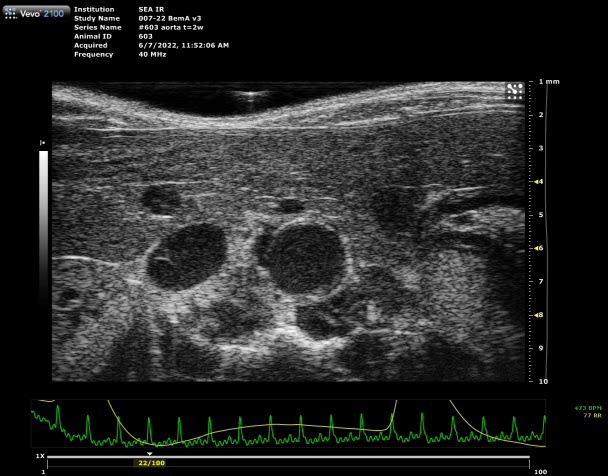 Vevo 2100
Institution SEA IR
Study Name 007-22 BemA v3
Series Name #603 aorta t=2w
Animal ID 603
Acquired 6/7/2022, 11:52:06 AM
Frequency 40 MHz
1 mm
2
3
4
5
6
7
8
9
10
473 BPM
77 RR
1X
22/100
1
100